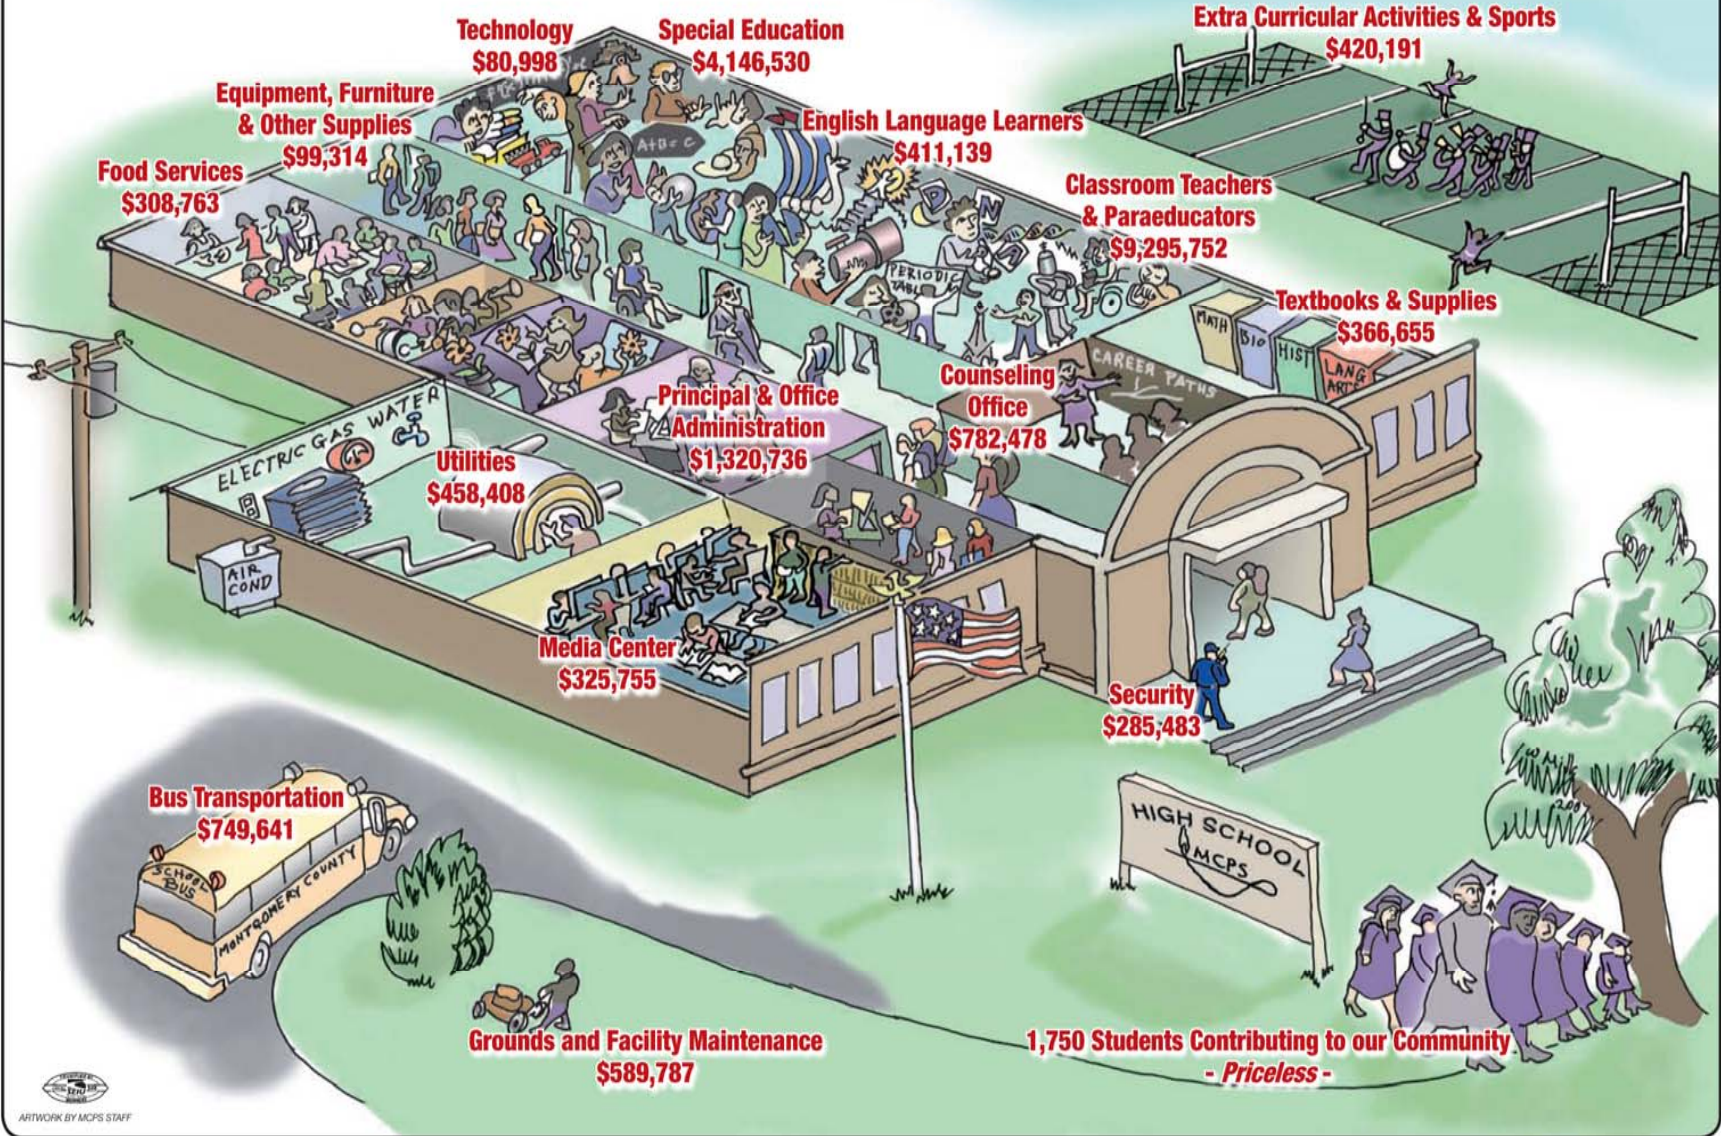 Extra Curricular Activities & Sports
$420,191
Technology
$80,998
Special Education
$4,146,530
Equipment, Furniture
& Other Supplies
$99,314
English Language Learners
$411,139
A+B=C
Food Services
$308,763
Classroom Teachers
& Paraeducators
$9,295,752
D N
PERIODIC
TABLE
Textbooks & Supplies
$366,655
MATH
BIO
HIST
LANG
ARTS
CAREER PATHS
Counseling
Office
$782,478
Principal & Office
Administration
$1,320,736
ELECTRIC GAS WATER
Utilities
$458,408
AIR
COND
Media Center
$325,755
Security
$285,483
Bus Transportation
$749,641
SCHOOL
BUS
MONTGOMERY COUNTY
HIGH SCHOOL
MCPS
Grounds and Facility Maintenance
$589,787
1,750 Students Contributing to our Community
- Priceless -
SEIU
ARTWORK BY MCPS STAFF